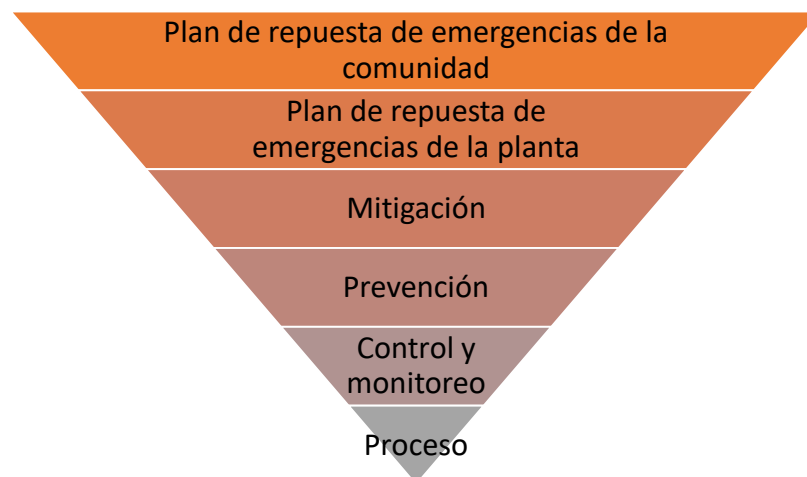 Plan de repuesta de emergencias de la
comunidad
Plan de repuesta de
emergencias de la planta
Mitigación
Prevención
Control y
monitoreo
Proceso